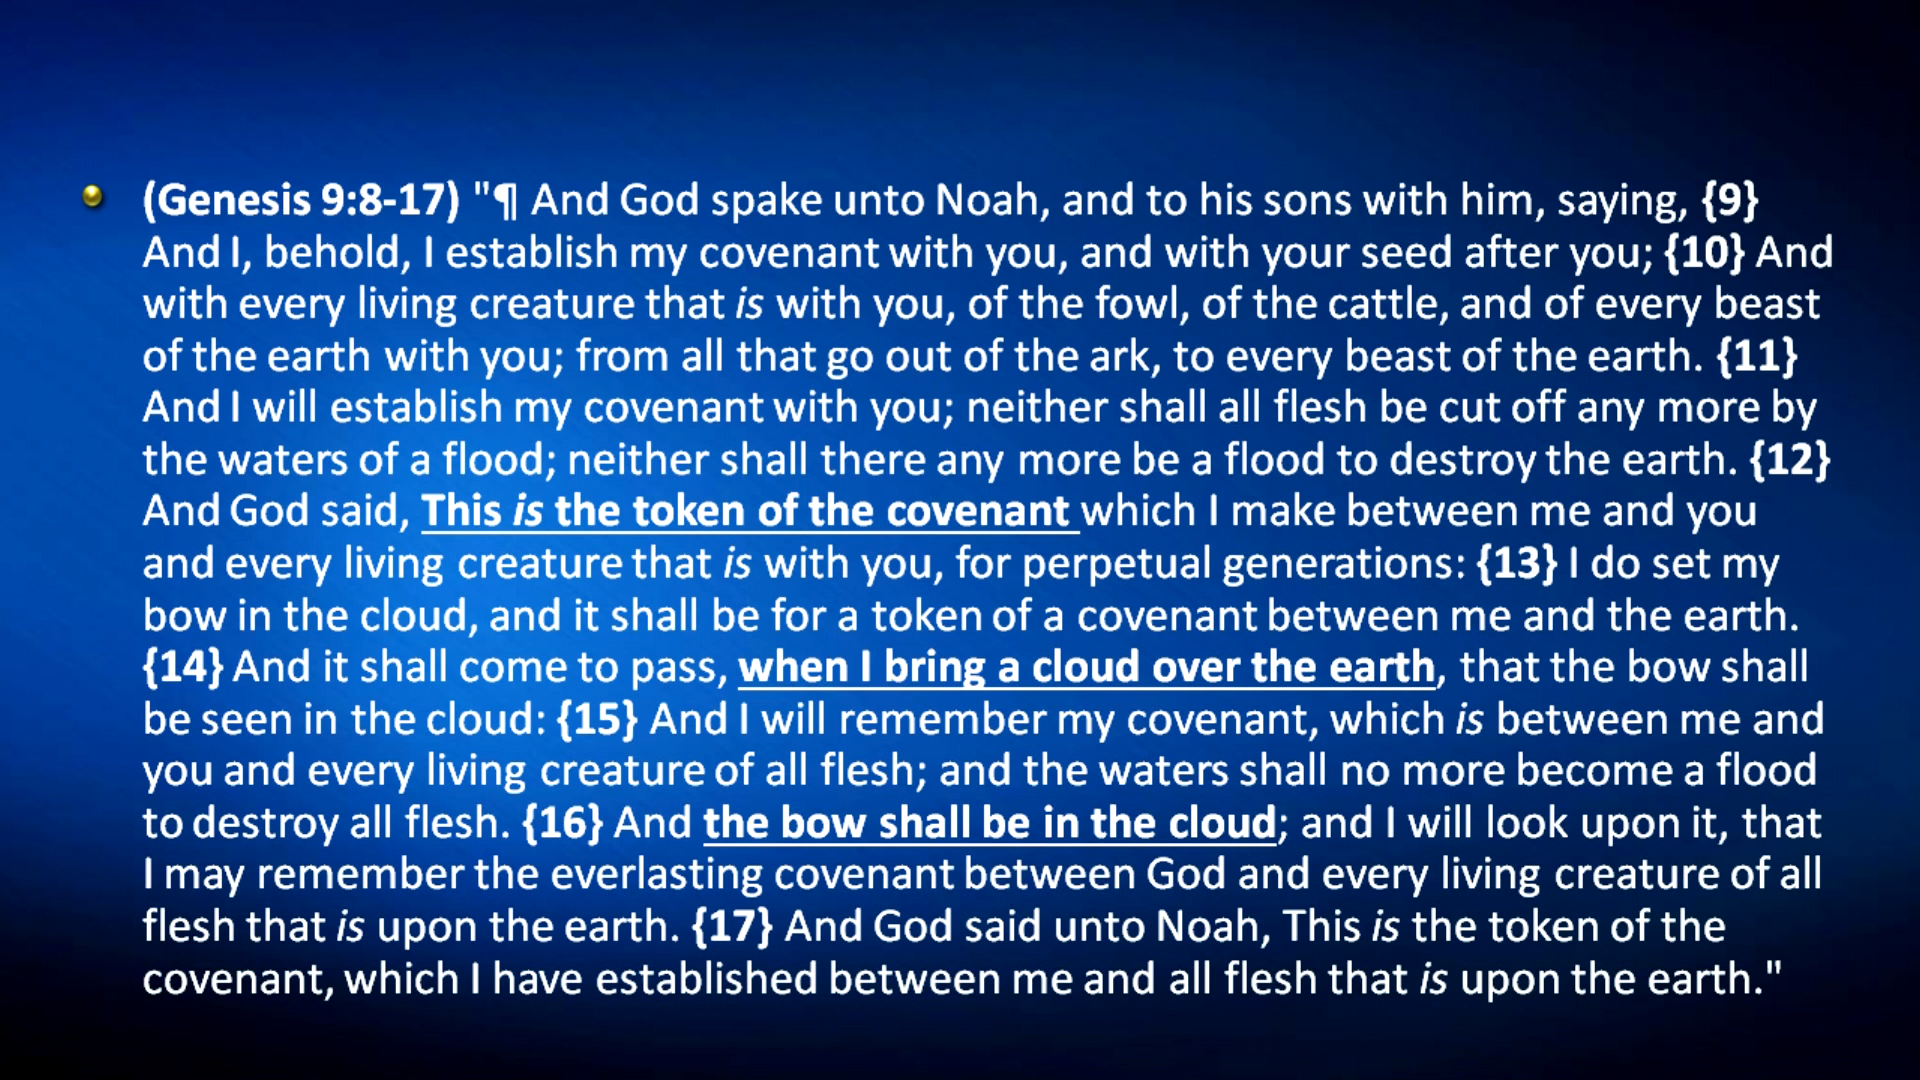 (Genesis 9:8-17) "¶ And God spake unto Noah, and to his sons with him, saying, {9}
And I, behold, I establish my covenant with you, and with your seed after you; {10} And
with every living creature that is with you, of the fowl, of the cattle, and of every beast
of the earth with you; from all that go out of the ark, to every beast of the earth. {11}
And I will establish my covenant with you; neither shall all flesh be cut off any more by
the waters of a flood; neither shall there any more be a flood to destroy the earth. {12}
And God said, This is the token of the covenant which I make between me and you
and every living creature that is with you, for perpetual generations: {13} I do set my
bow in the cloud, and it shall be for a token of a covenant between me and the earth.
{14} And it shall come to pass, when I bring a cloud over the earth, that the bow shall
be seen in the cloud: {15} And I will remember my covenant, which is between me and
you and every living creature of all flesh; and the waters shall no more become a flood
to destroy all flesh. {16} And the bow shall be in the cloud; and I will look upon it, that
I may remember the everlasting covenant between God and every living creature of all
flesh that is upon the earth. {17} And God said unto Noah, This is the token of the
covenant, which I have established between me and all flesh that is upon the earth."